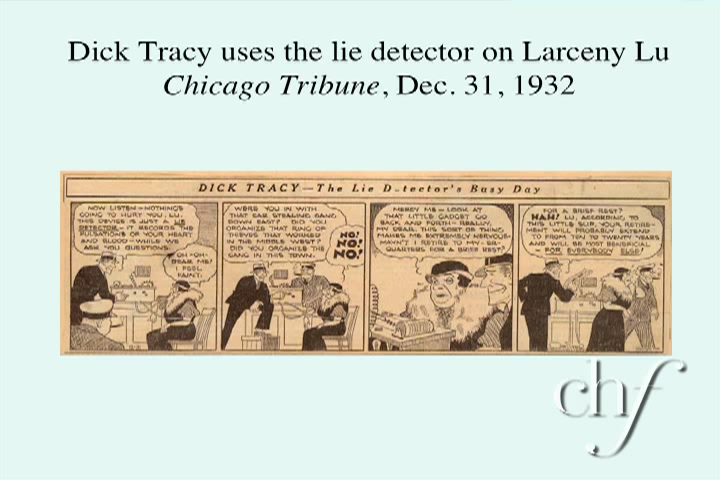 Dick Tracy uses the lie detector on Larceny Lu
Chicago Tribune, Dec. 31, 1932
DICK TRACY—The Lie D-tector's Busy Day
NOW LISTEN—NOTHING'S
GOING TO HURT YOU, LU.
THIS DEVICE IS JUST A LIE
DETECTOR— IT RECORDS THE
PULSATIONS OF YOUR HEART
AND BLOOD—WHILE WE
ASK YOU QUESTIONS.
OH-OH-
DEAR ME!
I FEEL
FAINT.
WERE YOU IN WITH
THAT CAR STEALING GANG
DOWN EAST? DID YOU
ORGANIZE THAT RING OF
THIEVES THAT WORKED
IN THE MIDDLE WEST?
DID YOU ORGANIZE THE
GANG IN THIS TOWN.
NO!
NO!
NO!
MERCY ME—LOOK AT
THAT LITTLE GADGET GO
BACK AND FORTH—REALLY,
MY DEAR, THIS SORT OF THING
MAKES ME EXTREMELY NERVOUS.
MAYN'T I RETIRE TO MY-ER-
QUARTERS FOR A BRIEF REST?
FOR A BRIEF REST?
HAH! LU, ACCORDING TO
THIS LITTLE SLIP, YOUR RETIRE-
MENT WILL PROBABLY EXTEND
TO FROM TEN TO TWENTY YEARS
AND WILL BE MOST BENEFICIAL
— FOR EVERYBODY ELSE!
chf